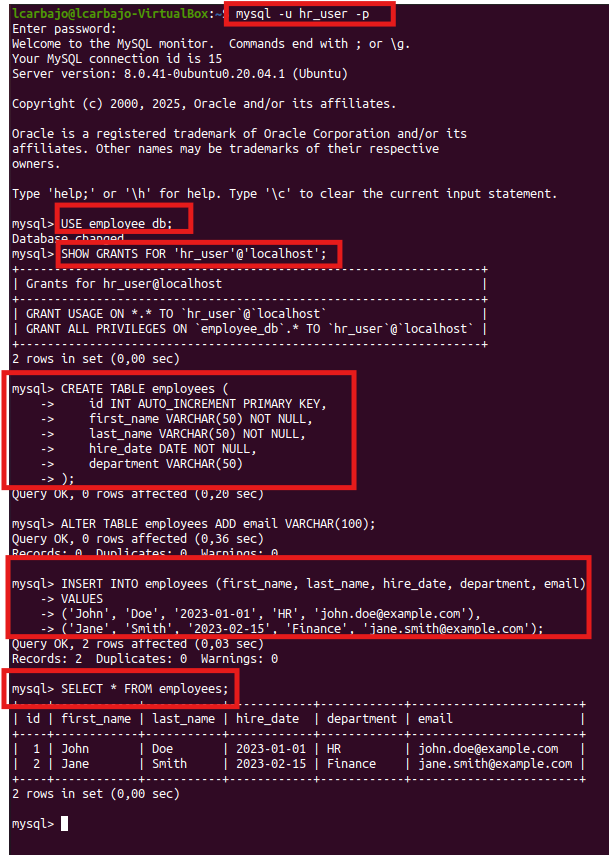 lcarbajo@lcarbajo-VirtualBox:~$ mysql -u hr_user -p
Enter password:
Welcome to the MySQL monitor.  Commands end with ; or \g.
Your MySQL connection id is 15
Server version: 8.0.41-0ubuntu0.20.04.1 (Ubuntu)
Copyright (c) 2000, 2025, Oracle and/or its affiliates.
Oracle is a registered trademark of Oracle Corporation and/or its
affiliates. Other names may be trademarks of their respective
owners.
Type 'help;' or '\h' for help. Type '\c' to clear the current input statement.
mysql> USE employee_db;
Database changed
mysql> SHOW GRANTS FOR 'hr_user'@'localhost';
+---------------------------------------------------------------+
| Grants for hr_user@localhost                                  |
+---------------------------------------------------------------+
| GRANT USAGE ON *.* TO `hr_user`@`localhost`                   |
| GRANT ALL PRIVILEGES ON `employee_db`.* TO `hr_user`@`localhost` |
+---------------------------------------------------------------+
2 rows in set (0,00 sec)
mysql> CREATE TABLE employees (
    ->     id INT AUTO_INCREMENT PRIMARY KEY,
    ->     first_name VARCHAR(50) NOT NULL,
    ->     last_name VARCHAR(50) NOT NULL,
    ->     hire_date DATE NOT NULL,
    ->     department VARCHAR(50)
    -> );
Query OK, 0 rows affected (0,20 sec)
mysql> ALTER TABLE employees ADD email VARCHAR(100);
Query OK, 0 rows affected (0,36 sec)
Records: 0  Duplicates: 0  Warnings: 0
mysql> INSERT INTO employees (first_name, last_name, hire_date, department, email)
    -> VALUES
    -> ('John', 'Doe', '2023-01-01', 'HR', 'john.doe@example.com'),
    -> ('Jane', 'Smith', '2023-02-15', 'Finance', 'jane.smith@example.com');
Query OK, 2 rows affected (0,03 sec)
Records: 2  Duplicates: 0  Warnings: 0
mysql> SELECT * FROM employees;
+----+------------+-----------+------------+------------+------------------------+
| id | first_name | last_name | hire_date  | department | email                  |
+----+------------+-----------+------------+------------+------------------------+
|  1 | John       | Doe       | 2023-01-01 | HR         | john.doe@example.com   |
|  2 | Jane       | Smith     | 2023-02-15 | Finance    | jane.smith@example.com |
+----+------------+-----------+------------+------------+------------------------+
2 rows in set (0,00 sec)
mysql>